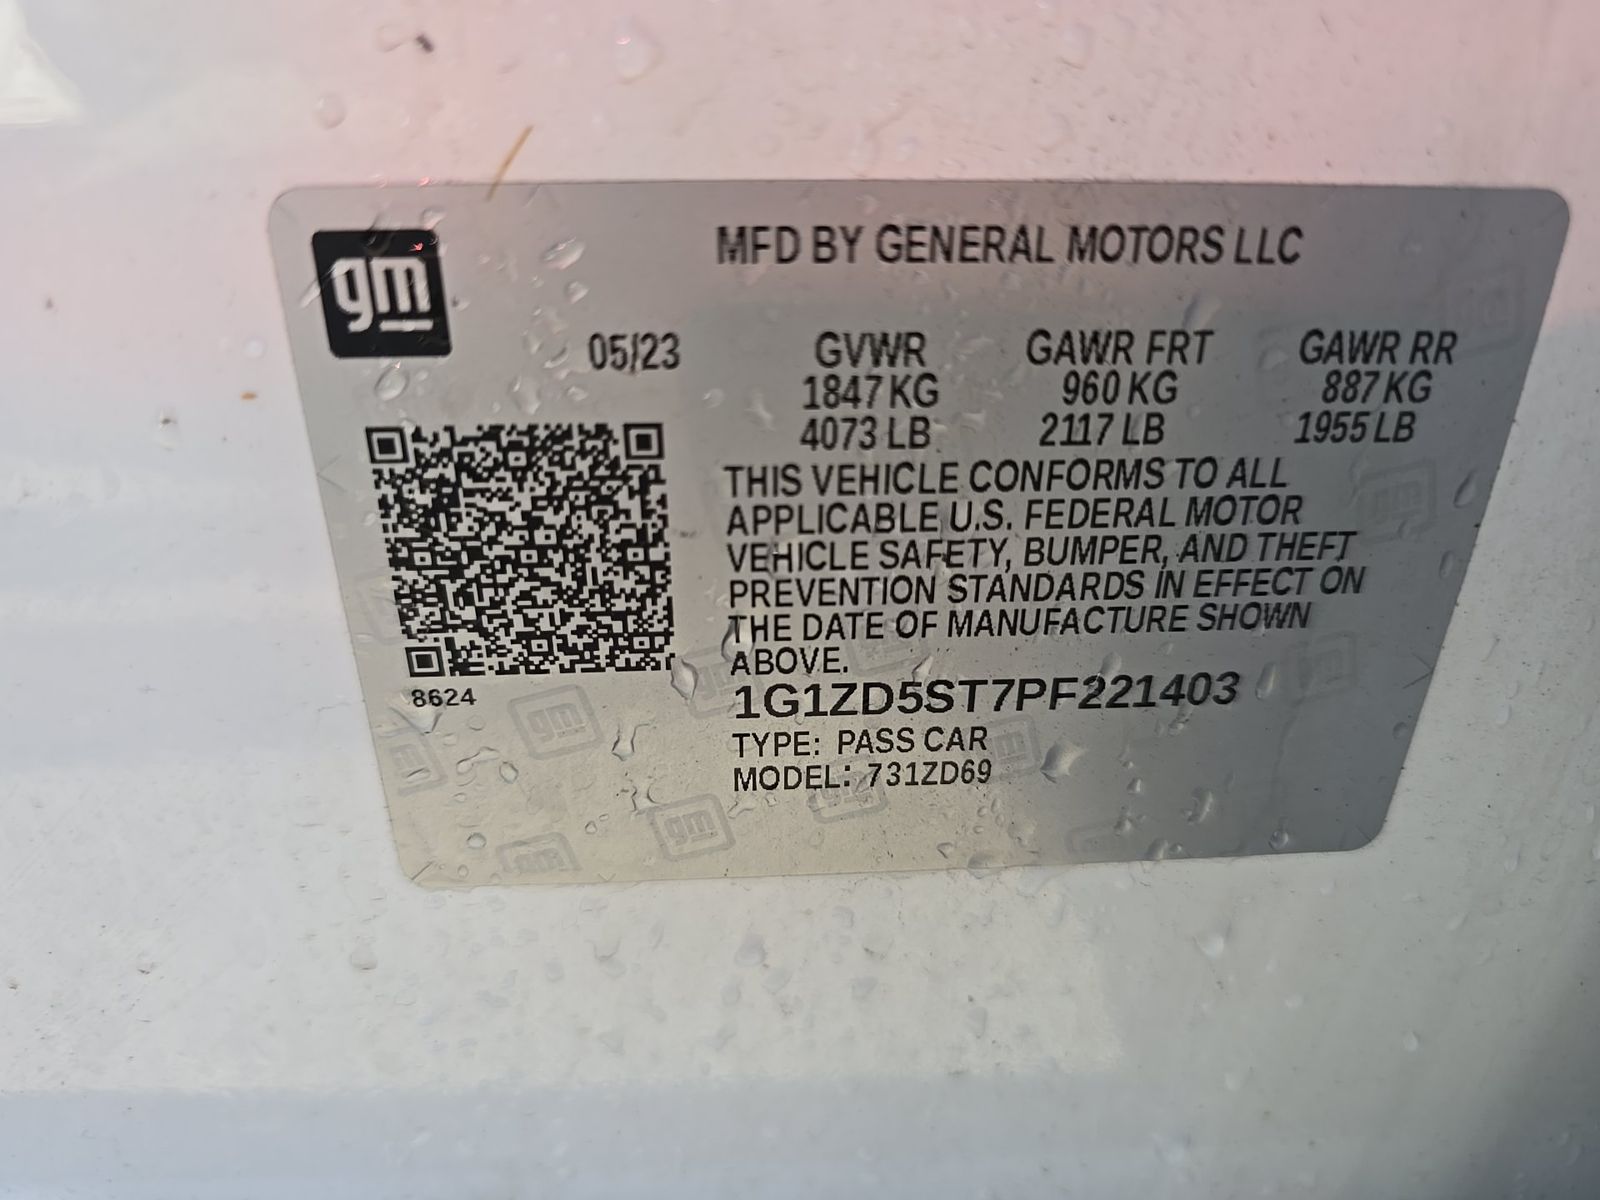 gm
MFD BY GENERAL MOTORS LLC
05/23 GVWR GAWR FRT GAWR RR
1847 KG 960 KG 887 KG
4073 LB 2117 LB 1955 LB
THIS VEHICLE CONFORMS TO ALL
APPLICABLE U.S. FEDERAL MOTOR
VEHICLE SAFETY, BUMPER, AND THEFT
PREVENTION STANDARDS IN EFFECT ON
THE DATE OF MANUFACTURE SHOWN
ABOVE.
8624
1G1ZD5ST7PF221403
TYPE: PASS CAR
MODEL: 731ZD69